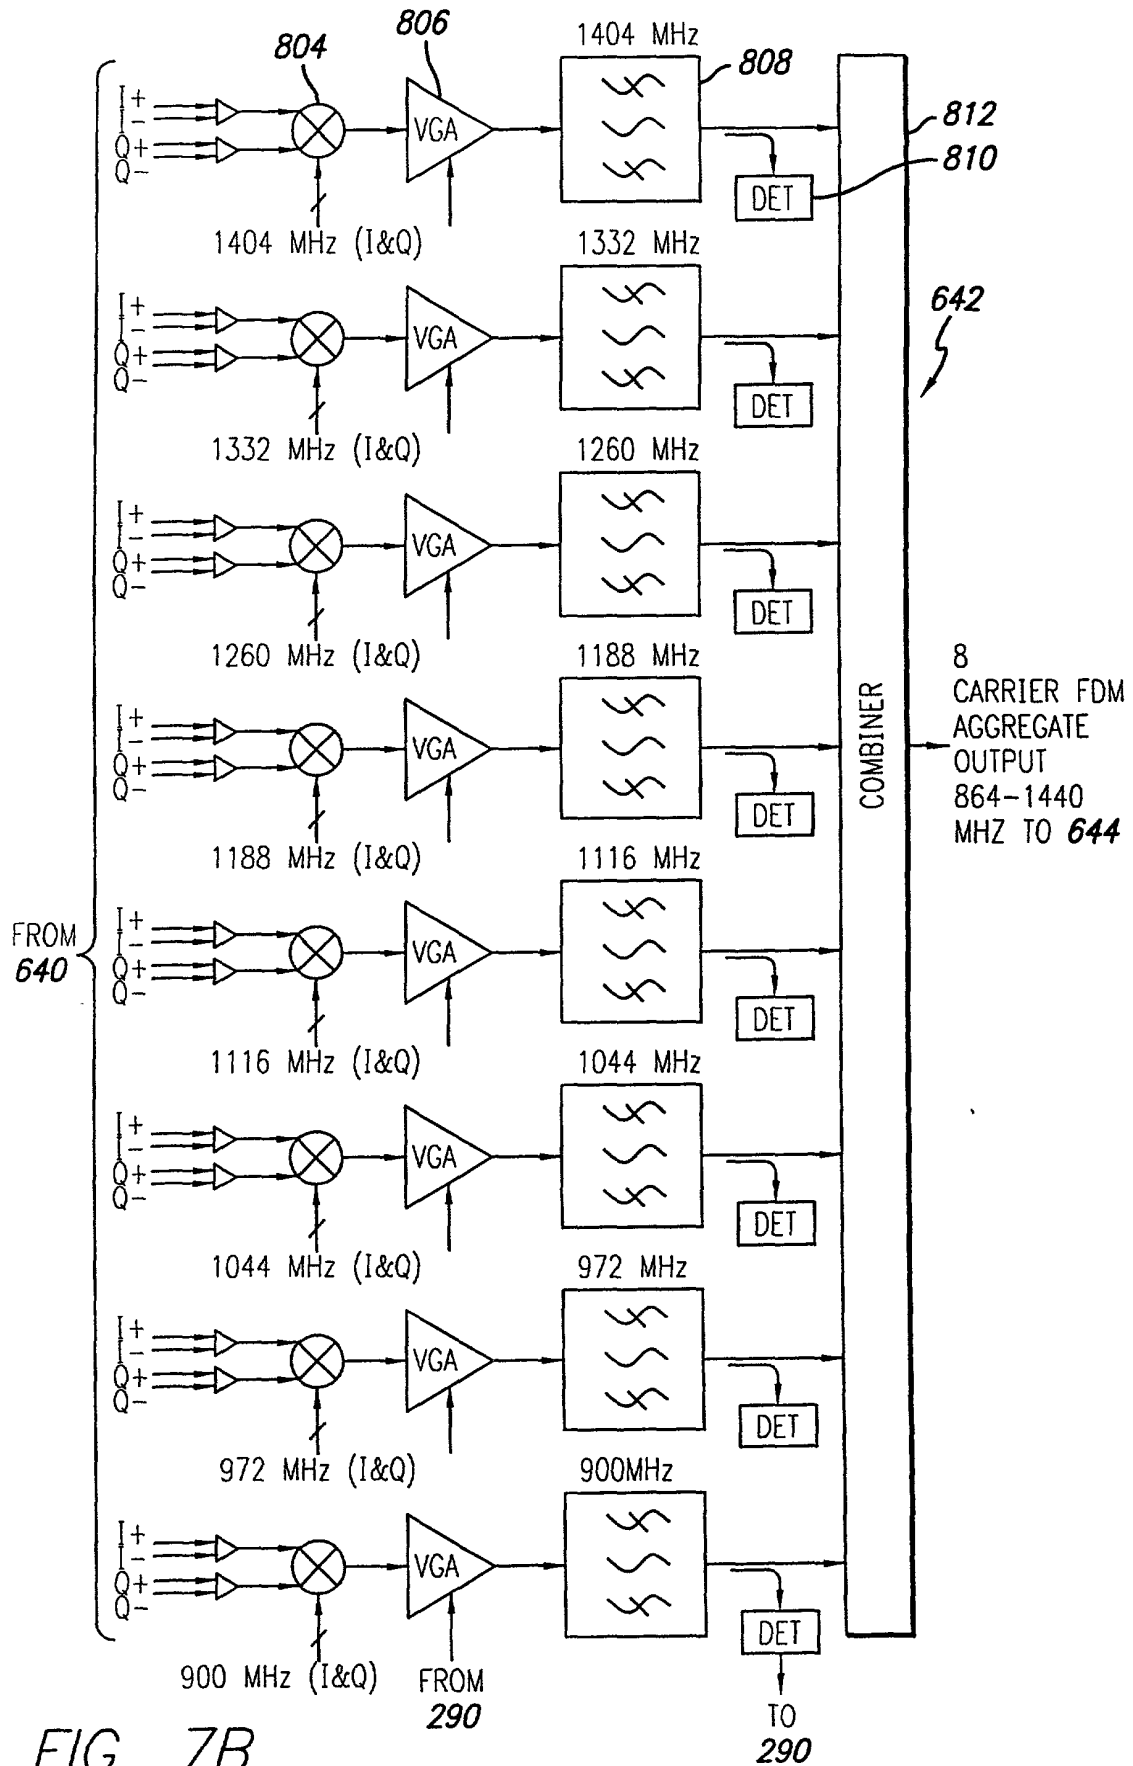 804
806
1404 MHz
808
I+
I-
Q+
Q-
VGA
812
810
DET
1404 MHz (I&Q)
1332 MHz
642
I+
I-
Q+
Q-
VGA
DET
1332 MHz (I&Q)
1260 MHz
I+
I-
Q+
Q-
VGA
DET
1260 MHz (I&Q)
1188 MHz
I+
I-
Q+
Q-
VGA
DET
1188 MHz (I&Q)
COMBINER
8
CARRIER FDM
AGGREGATE
OUTPUT
864-1440
MHZ TO 644
1116 MHz
FROM
640
I+
I-
Q+
Q-
VGA
DET
1116 MHz (I&Q)
1044 MHz
I+
I-
Q+
Q-
VGA
DET
1044 MHz (I&Q)
972 MHz
I+
I-
Q+
Q-
VGA
DET
972 MHz (I&Q)
900MHz
I+
I-
Q+
Q-
VGA
DET
900 MHz (I&Q)
FROM
290
TO
290
FIG. 7B